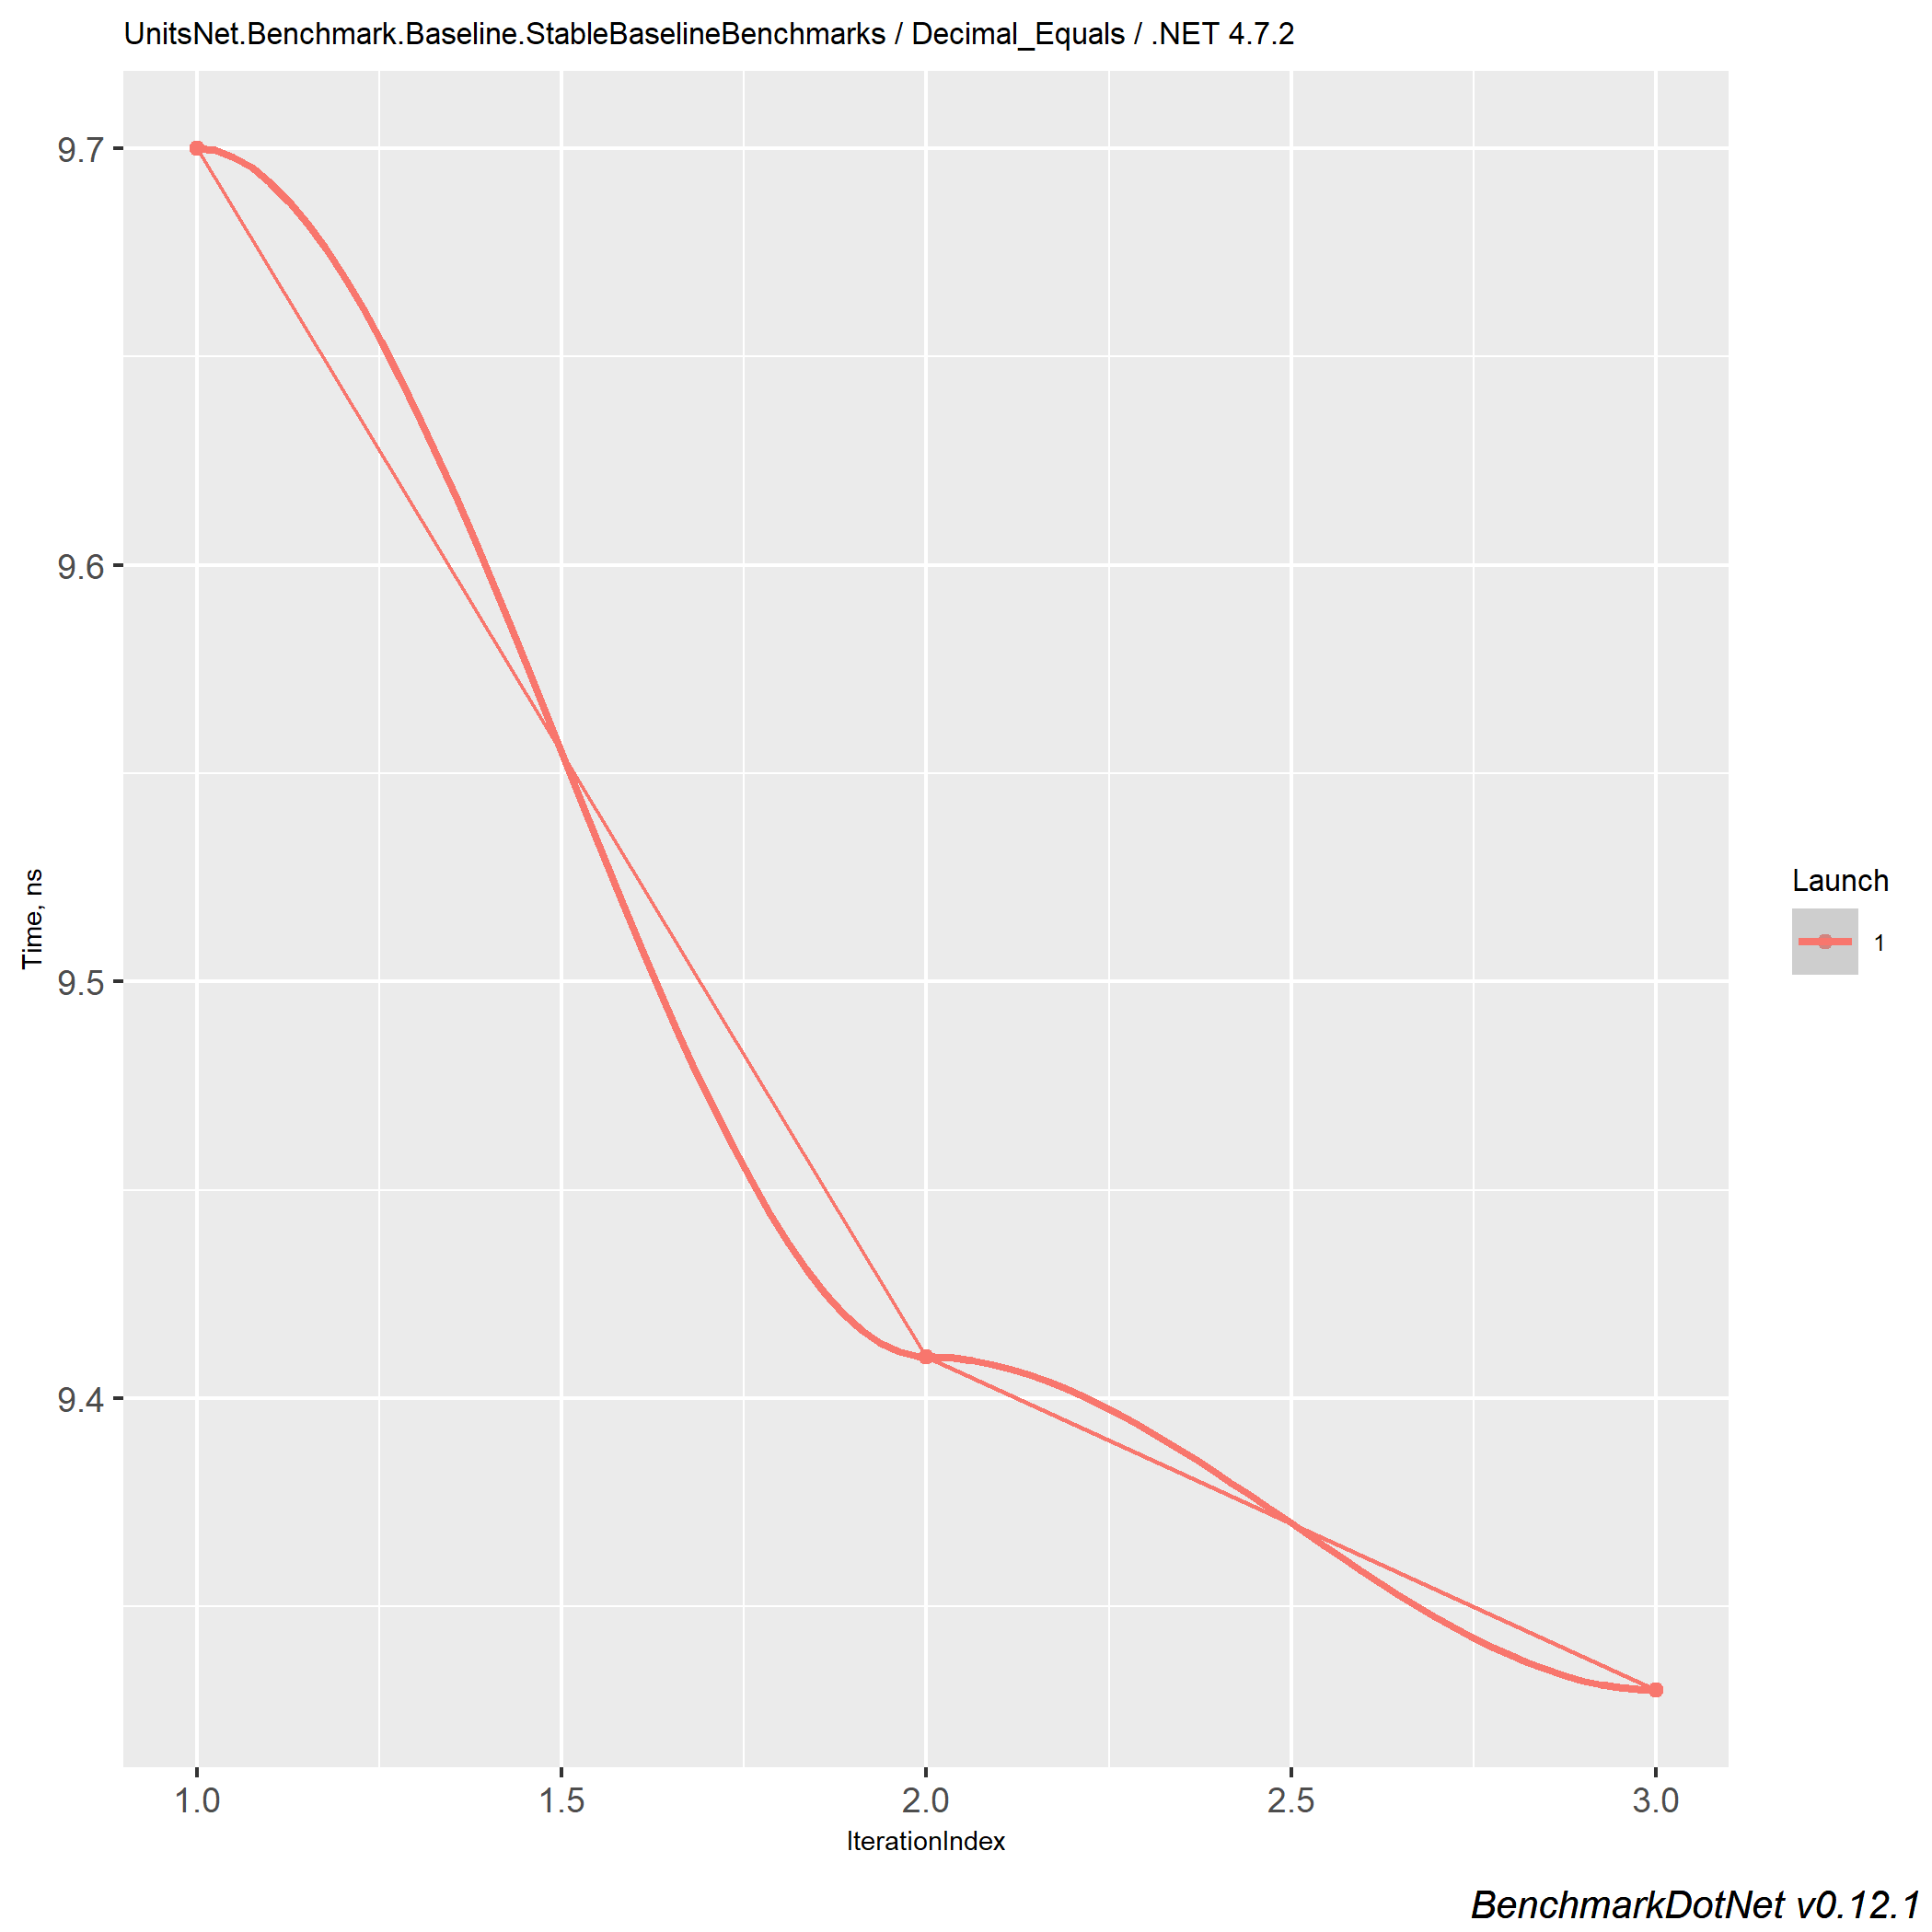 UnitsNet.Benchmark.Baseline.StableBaselineBenchmarks / Decimal_Equals / .NET 4.7.2
9.7
9.6
9.5
9.4
Time, ns
1.0 1.5 2.0 2.5 3.0
IterationIndex
Launch
1
BenchmarkDotNet v0.12.1